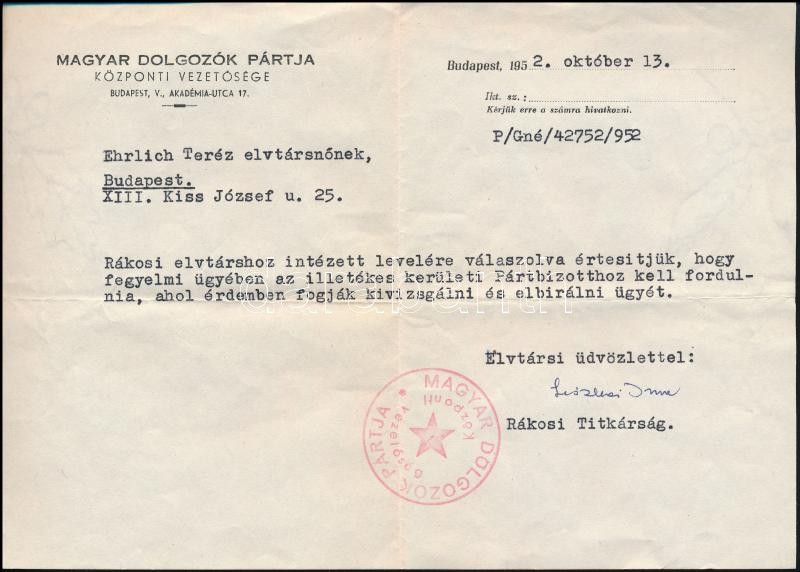 MAGYAR DOLGOZÓK PÁRTJA
KÖZPONTI VEZETŐSÉGE
BUDAPEST, V., AKADÉMIA-UTCA 17.
Budapest, 1952. október 13.
Ikt. sz.:
Kérjük erre a számra hivatkozni.
P/Gné/42752/952
Ehrlich Teréz elvtársnőnek,
Budapest.
XIII. Kiss József u. 25.
Rákosi elvtárshoz intézett levelére válaszolva értesitjük, hogy
fegyelmi ügyében az illetékes kerületi Pártbizotthoz kell fordul-
nia, ahol érdemben fogják kivizsgálni és elbirálni ügyét.
Elvtársi üdvözlettel:
Rákosi Titkárság.
MAGYAR DOLGOZÓK PÁRTJA
Központi Vezetősége
darabanth